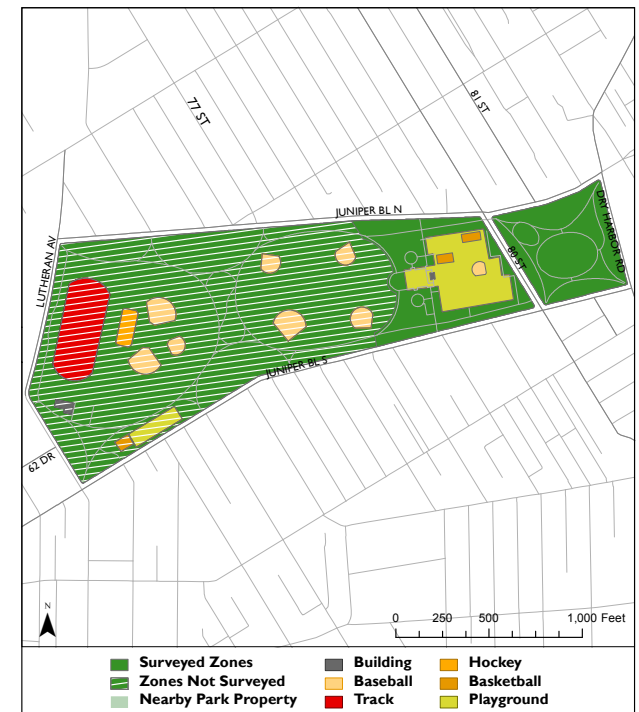 77 ST
81 ST
JUNIPER BL N
DRY HARBOR RD
LUTHERAN AV
80 ST
JUNIPER BL S
62 DR
N
0 250 500 1,000 Feet
Surveyed Zones Building Hockey
Zones Not Surveyed Baseball Basketball
Nearby Park Property Track Playground